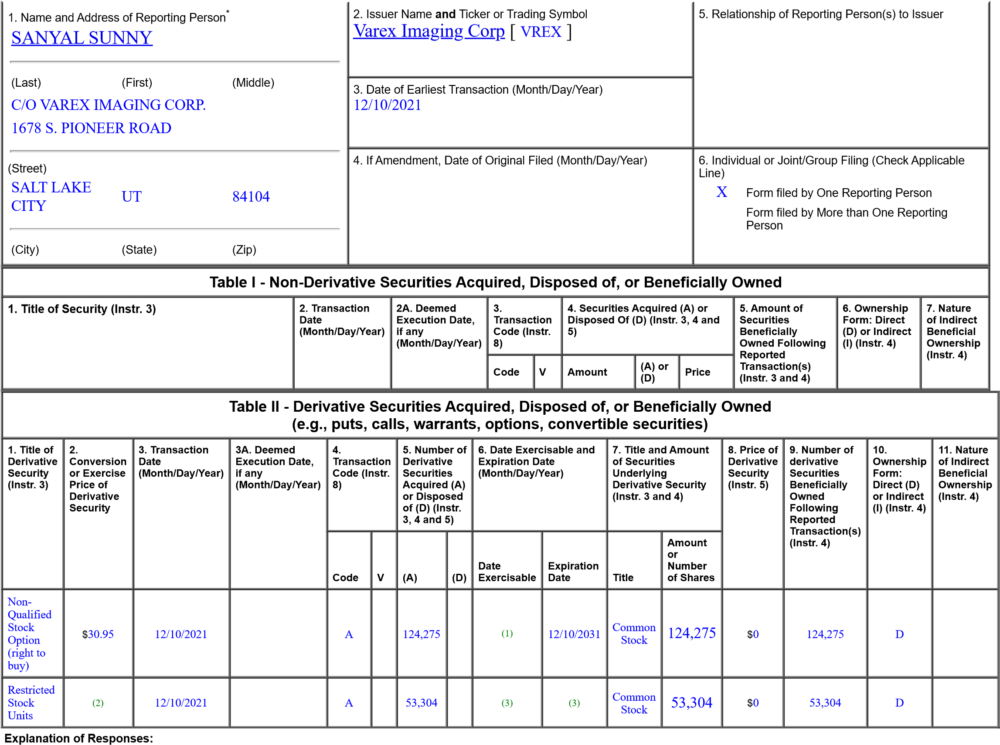 1. Name and Address of Reporting Person*
SANYAL SUNNY
(Last) (First) (Middle)
C/O VAREX IMAGING CORP.
1678 S. PIONEER ROAD
(Street)
SALT LAKE
CITY
UT 84104
(City) (State) (Zip)
2. Issuer Name and Ticker or Trading Symbol
Varex Imaging Corp [ VREX ]
3. Date of Earliest Transaction (Month/Day/Year)
12/10/2021
4. If Amendment, Date of Original Filed (Month/Day/Year)
5. Relationship of Reporting Person(s) to Issuer
6. Individual or Joint/Group Filing (Check Applicable
Line)
X Form filed by One Reporting Person
Form filed by More than One Reporting
Person
Table I - Non-Derivative Securities Acquired, Disposed of, or Beneficially Owned
1. Title of Security (Instr. 3)
2. Transaction
Date
(Month/Day/Year)
2A. Deemed
Execution Date,
if any
(Month/Day/Year)
3.
Transaction
Code (Instr.
8)
4. Securities Acquired (A) or
Disposed Of (D) (Instr. 3, 4 and
5)
5. Amount of
Securities
Beneficially
Owned Following
Reported
Transaction(s)
(Instr. 3 and 4)
6. Ownership
Form: Direct
(D) or Indirect
(I) (Instr. 4)
7. Nature
of Indirect
Beneficial
Ownership
(Instr. 4)
Code V Amount
(A) or
(D)
Price
Table II - Derivative Securities Acquired, Disposed of, or Beneficially Owned
(e.g., puts, calls, warrants, options, convertible securities)
1. Title of
Derivative
Security
(Instr. 3)
2.
Conversion
or Exercise
Price of
Derivative
Security
3. Transaction
Date
(Month/Day/Year)
3A. Deemed
Execution Date,
if any
(Month/Day/Year)
4.
Transaction
Code (Instr.
8)
5. Number of
Derivative
Securities
Acquired (A)
or Disposed
of (D) (Instr.
3, 4 and 5)
6. Date Exercisable and
Expiration Date
(Month/Day/Year)
7. Title and Amount
of Securities
Underlying
Derivative Security
(Instr. 3 and 4)
8. Price of
Derivative
Security
(Instr. 5)
9. Number of
derivative
Securities
Beneficially
Owned
Following
Reported
Transaction(s)
(Instr. 4)
10.
Ownership
Form:
Direct (D)
or Indirect
(I) (Instr. 4)
11. Nature
of Indirect
Beneficial
Ownership
(Instr. 4)
Code V (A) (D)
Date
Exercisable
Expiration
Date
Title
Amount
or
Number
of Shares
Non-
Qualified
Stock
Option
(right to
buy)
$30.95 12/10/2021 A 124,275 (1) 12/10/2031
Common
Stock
124,275 $0 124,275 D
Restricted
Stock
Units
(2) 12/10/2021 A 53,304 (3) (3)
Common
Stock
53,304 $0 53,304 D
Explanation of Responses: